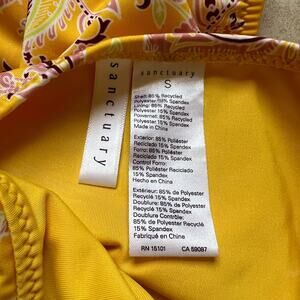 sanctuary
sanctuary
S
Shell: 85% Recycled
Polyester 15% Spandex
Lining: 85% Recycled
Polyester 15% Spandex
Powernet: 85% Recycled
Polyester 15% Spandex
Made in China
Exterior: 85% Poliéster
Reciclado 15% Spandex
Forro: 85% Poliéster
Reciclado 15% Spandex
Control Forro:
85% Poliéster Reciclado
15% Spandex
Hecho en China
Extérieur: 85% de Polyester
Recyclé 15% Spandex
Doublure: 85% de Polyester
Recyclé 15% Spandex
Doublure Contrôle:
85% de Polyester Recyclé
15% Spandex
Fabriqué en China
RN 15101 CA 59087